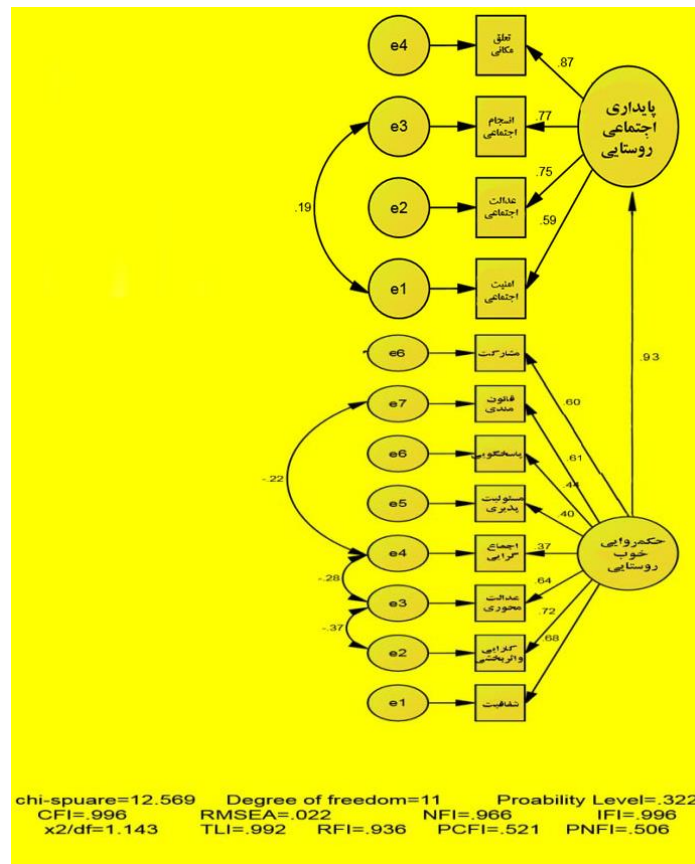 e4
تعلق
مکانی
.87
پایداری
اجتماعی
روستایی
e3
انسجام
اجتماعی
.77
.19
e2
عدالت
اجتماعی
.75
.59
e1
امنیت
اجتماعی
e6
مشارکت
.93
.60
e7
قانون
مندی
-.22
e6
پاسخگویی
.61
.44
e5
مسئولیت
پذیری
.40
حکمروایی
خوب
روستایی
e4
اجماع
گرایی
.37
-.28
e3
عدالت
محوری
.64
-.37
.72
e2
کارایی
واثربخشی
.68
e1
شفافیت
chi-spuare=12.569 Degree of freedom=11 Proability Level=.322
CFI=.996 RMSEA=.022 NFI=.966 IFI=.996
x2/df=1.143 TLI=.992 RFI=.936 PCFI=.521 PNFI=.506